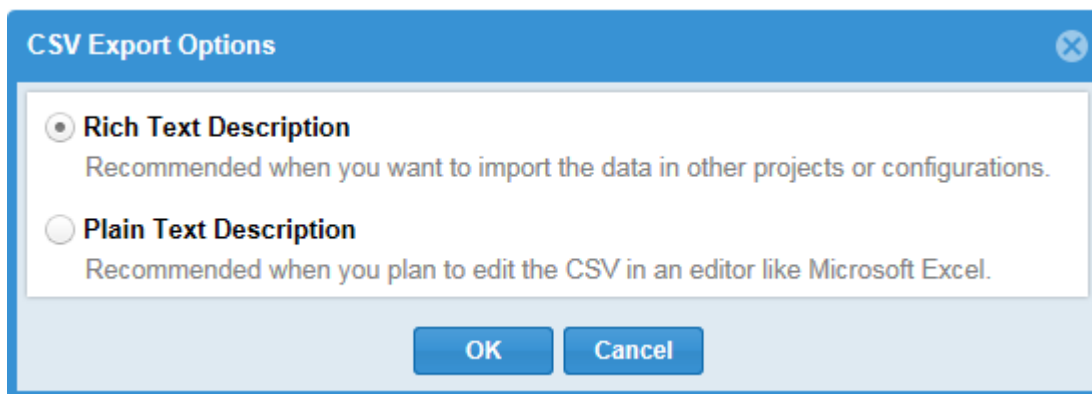 CSV Export Options
Rich Text Description
Recommended when you want to import the data in other projects or configurations.
Plain Text Description
Recommended when you plan to edit the CSV in an editor like Microsoft Excel.
OK
Cancel